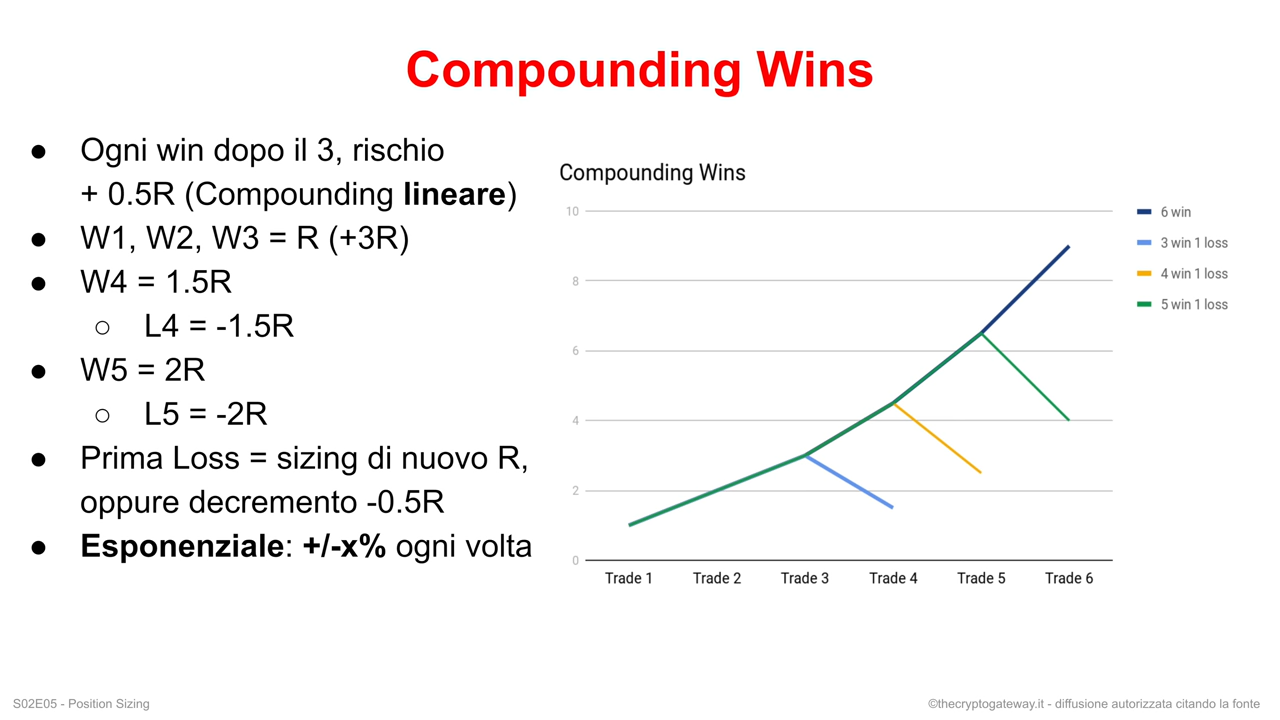 Compounding Wins
● Ogni win dopo il 3, rischio
+ 0.5R (Compounding lineare)
● W1, W2, W3 = R (+3R)
● W4 = 1.5R
○ L4 = -1.5R
● W5 = 2R
○ L5 = -2R
● Prima Loss = sizing di nuovo R,
oppure decremento -0.5R
● Esponenziale: +/-x% ogni volta
Compounding Wins
10
8
6
4
2
0
Trade 1 Trade 2 Trade 3 Trade 4 Trade 5 Trade 6
6 win
3 win 1 loss
4 win 1 loss
5 win 1 loss
S02E05 - Position Sizing
©thecryptogateway.it - diffusione autorizzata citando la fonte